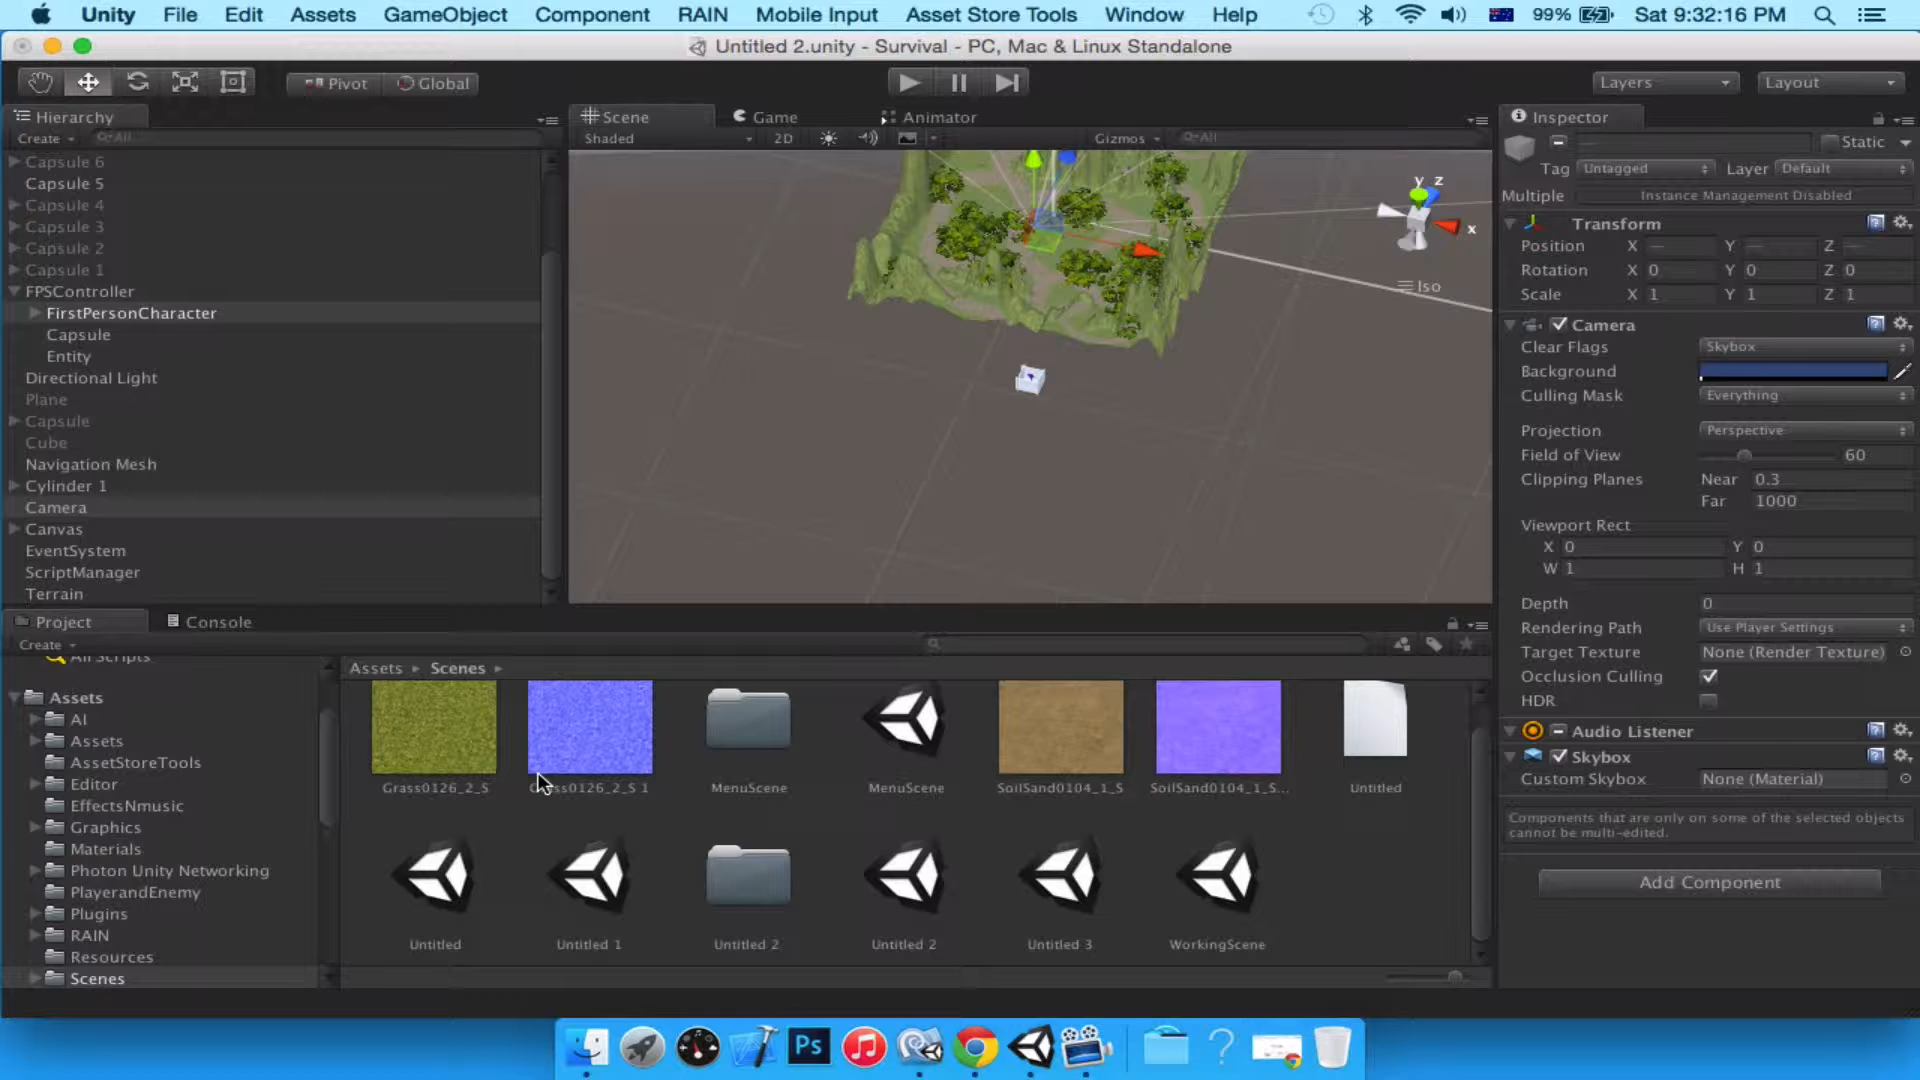 Unity File Edit Assets GameObject Component RAIN Mobile Input Asset Store Tools Window Help 99% Sat 9:32:16 PM
Untitled 2.unity - Survival - PC, Mac & Linux Standalone
Pivot Global Layers Layout
Hierarchy Scene Game Animator Inspector
Create All Shaded 2D Gizmos All Static
Capsule 6
Capsule 5
Capsule 4
Capsule 3
Capsule 2
Capsule 1
FPSController
FirstPersonCharacter
Capsule
Entity
Directional Light
Plane
Capsule
Cube
Navigation Mesh
Cylinder 1
Camera
Canvas
EventSystem
ScriptManager
Terrain
y z
x
Iso
Tag Untagged Layer Default
Multiple Instance Management Disabled
Transform
Position X — Y — Z —
Rotation X 0 Y 0 Z 0
Scale X 1 Y 1 Z 1
Camera
Clear Flags Skybox
Background
Culling Mask Everything
Projection Perspective
Field of View 60
Clipping Planes Near 0.3
Far 1000
Viewport Rect
X 0 Y 0
W 1 H 1
Depth 0
Rendering Path Use Player Settings
Target Texture None (Render Texture)
Occlusion Culling
HDR
Audio Listener
Skybox
Custom Skybox None (Material)
Components that are only on some of the selected objects
cannot be multi-edited.
Add Component
Project Console
Create
All Scripts
Assets
AI
Assets
AssetStoreTools
Editor
EffectsNmusic
Graphics
Materials
Photon Unity Networking
PlayerandEnemy
Plugins
RAIN
Resources
Scenes
Assets Scenes
Grass0126_2_S Grass0126_2_S 1 MenuScene MenuScene SoilSand0104_1_S SoilSand0104_1_S... Untitled
Untitled Untitled 1 Untitled 2 Untitled 2 Untitled 3 WorkingScene
Ps